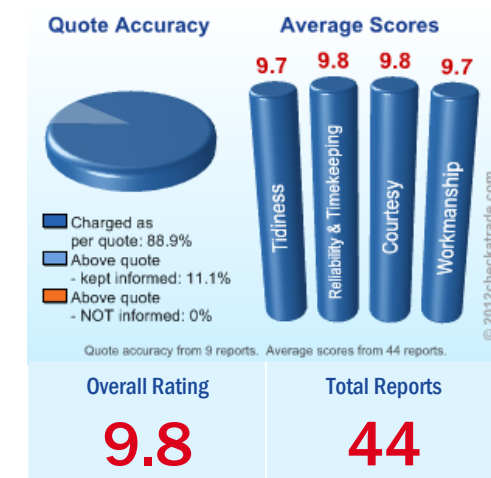 Quote Accuracy
Average Scores
9.7
9.8
9.8
9.7
Tidiness
Reliability & Timekeeping
Courtesy
Workmanship
Charged as
per quote: 88.9%
Above quote
- kept informed: 11.1%
Above quote
- NOT informed: 0%
© 2012checkatrade.com
Quote accuracy from 9 reports. Average scores from 44 reports.
Overall Rating
Total Reports
9.8
44